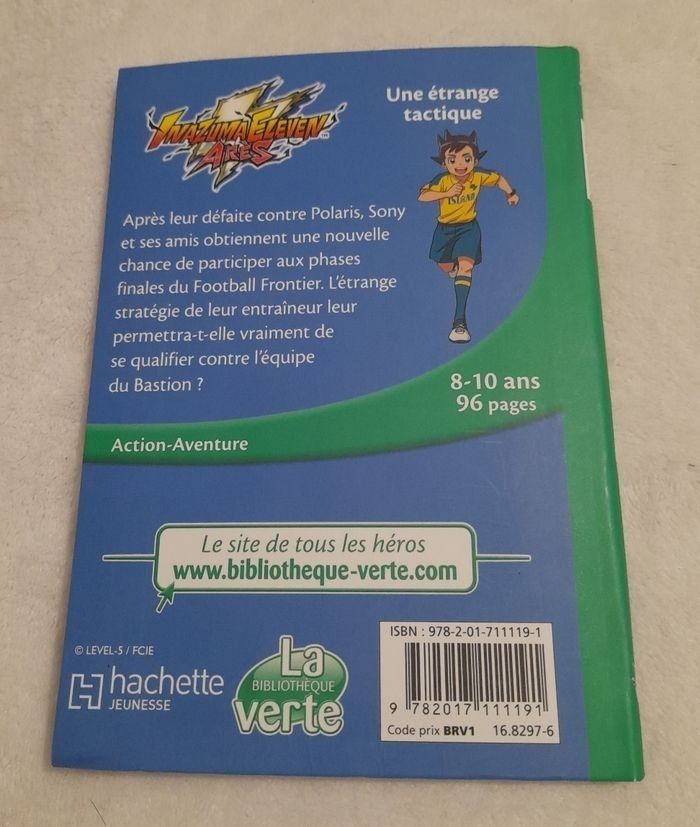 INAZUMA ELEVEN
ARES
™
Une étrange
tactique
Après leur défaite contre Polaris, Sony
et ses amis obtiennent une nouvelle
chance de participer aux phases
finales du Football Frontier. L'étrange
stratégie de leur entraîneur leur
permettra-t-elle vraiment de
se qualifier contre l'équipe
du Bastion ?
8-10 ans
96 pages
Action-Aventure
Le site de tous les héros
www.bibliotheque-verte.com
© LEVEL-5 / FCIE
hachette
JEUNESSE
La
BIBLIOTHÈQUE
verte
ISBN : 978-2-01-711119-1
9 782017 111191
Code prix BRV1 16.8297-6